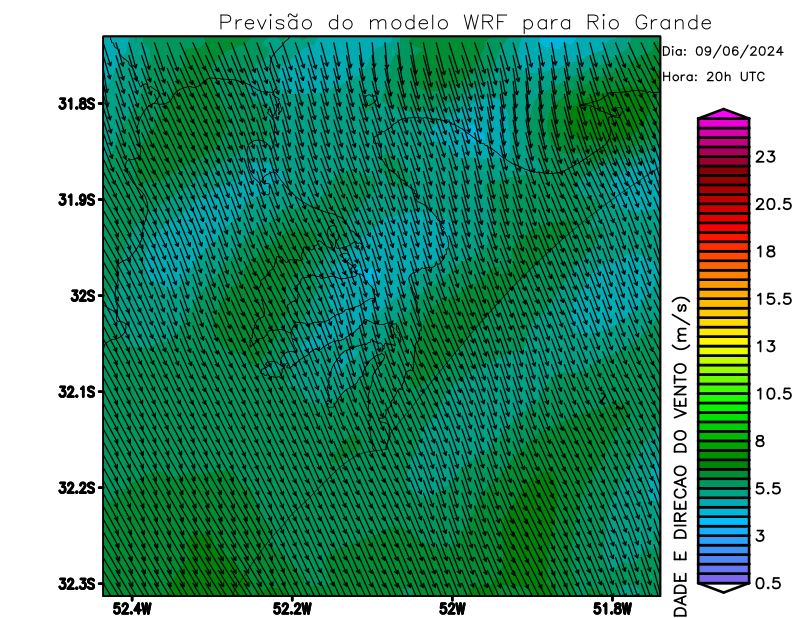 Previsão do modelo WRF para Rio Grande
Dia: 09/06/2024
Hora: 20h UTC
31.8S
31.9S
32S
32.1S
32.2S
32.3S
52.4W
52.2W
52W
51.8W
DADE E DIRECAO DO VENTO (m/s)
23
20.5
18
15.5
13
10.5
8
5.5
3
0.5